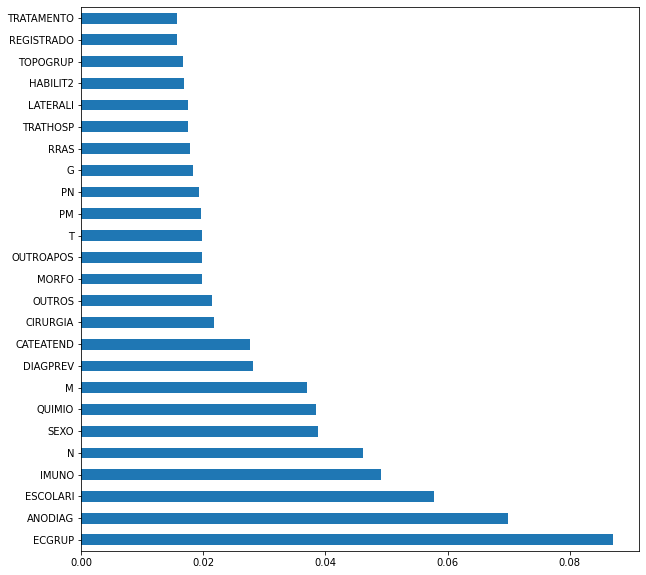 TRATAMENTO
REGISTRADO
TOPOGRUP
HABILIT2
LATERALI
TRATHOSP
RRAS
G
PN
PM
T
OUTROAPOS
MORFO
OUTROS
CIRURGIA
CATEATEND
DIAGPREV
M
QUIMIO
SEXO
N
IMUNO
ESCOLARI
ANODIAG
ECGRUP
0.00 0.02 0.04 0.06 0.08